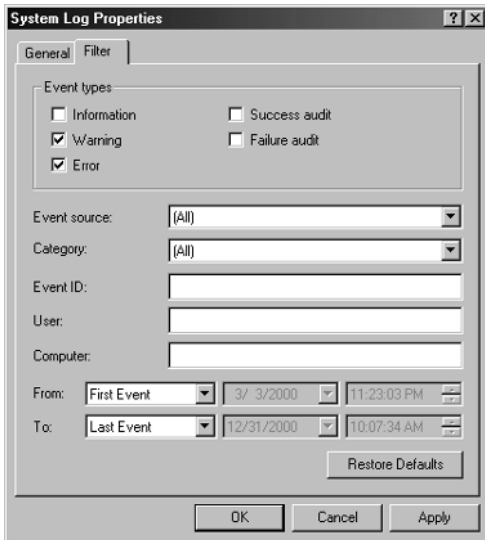 System Log Properties ? X
General Filter
Event types
Information Success audit
Warning Failure audit
Error
Event source: (All)
Category: (All)
Event ID:
User:
Computer:
From: First Event 3/ 3/2000 11:23:03 PM
To: Last Event 12/31/2000 10:07:34 AM
Restore Defaults
OK Cancel Apply